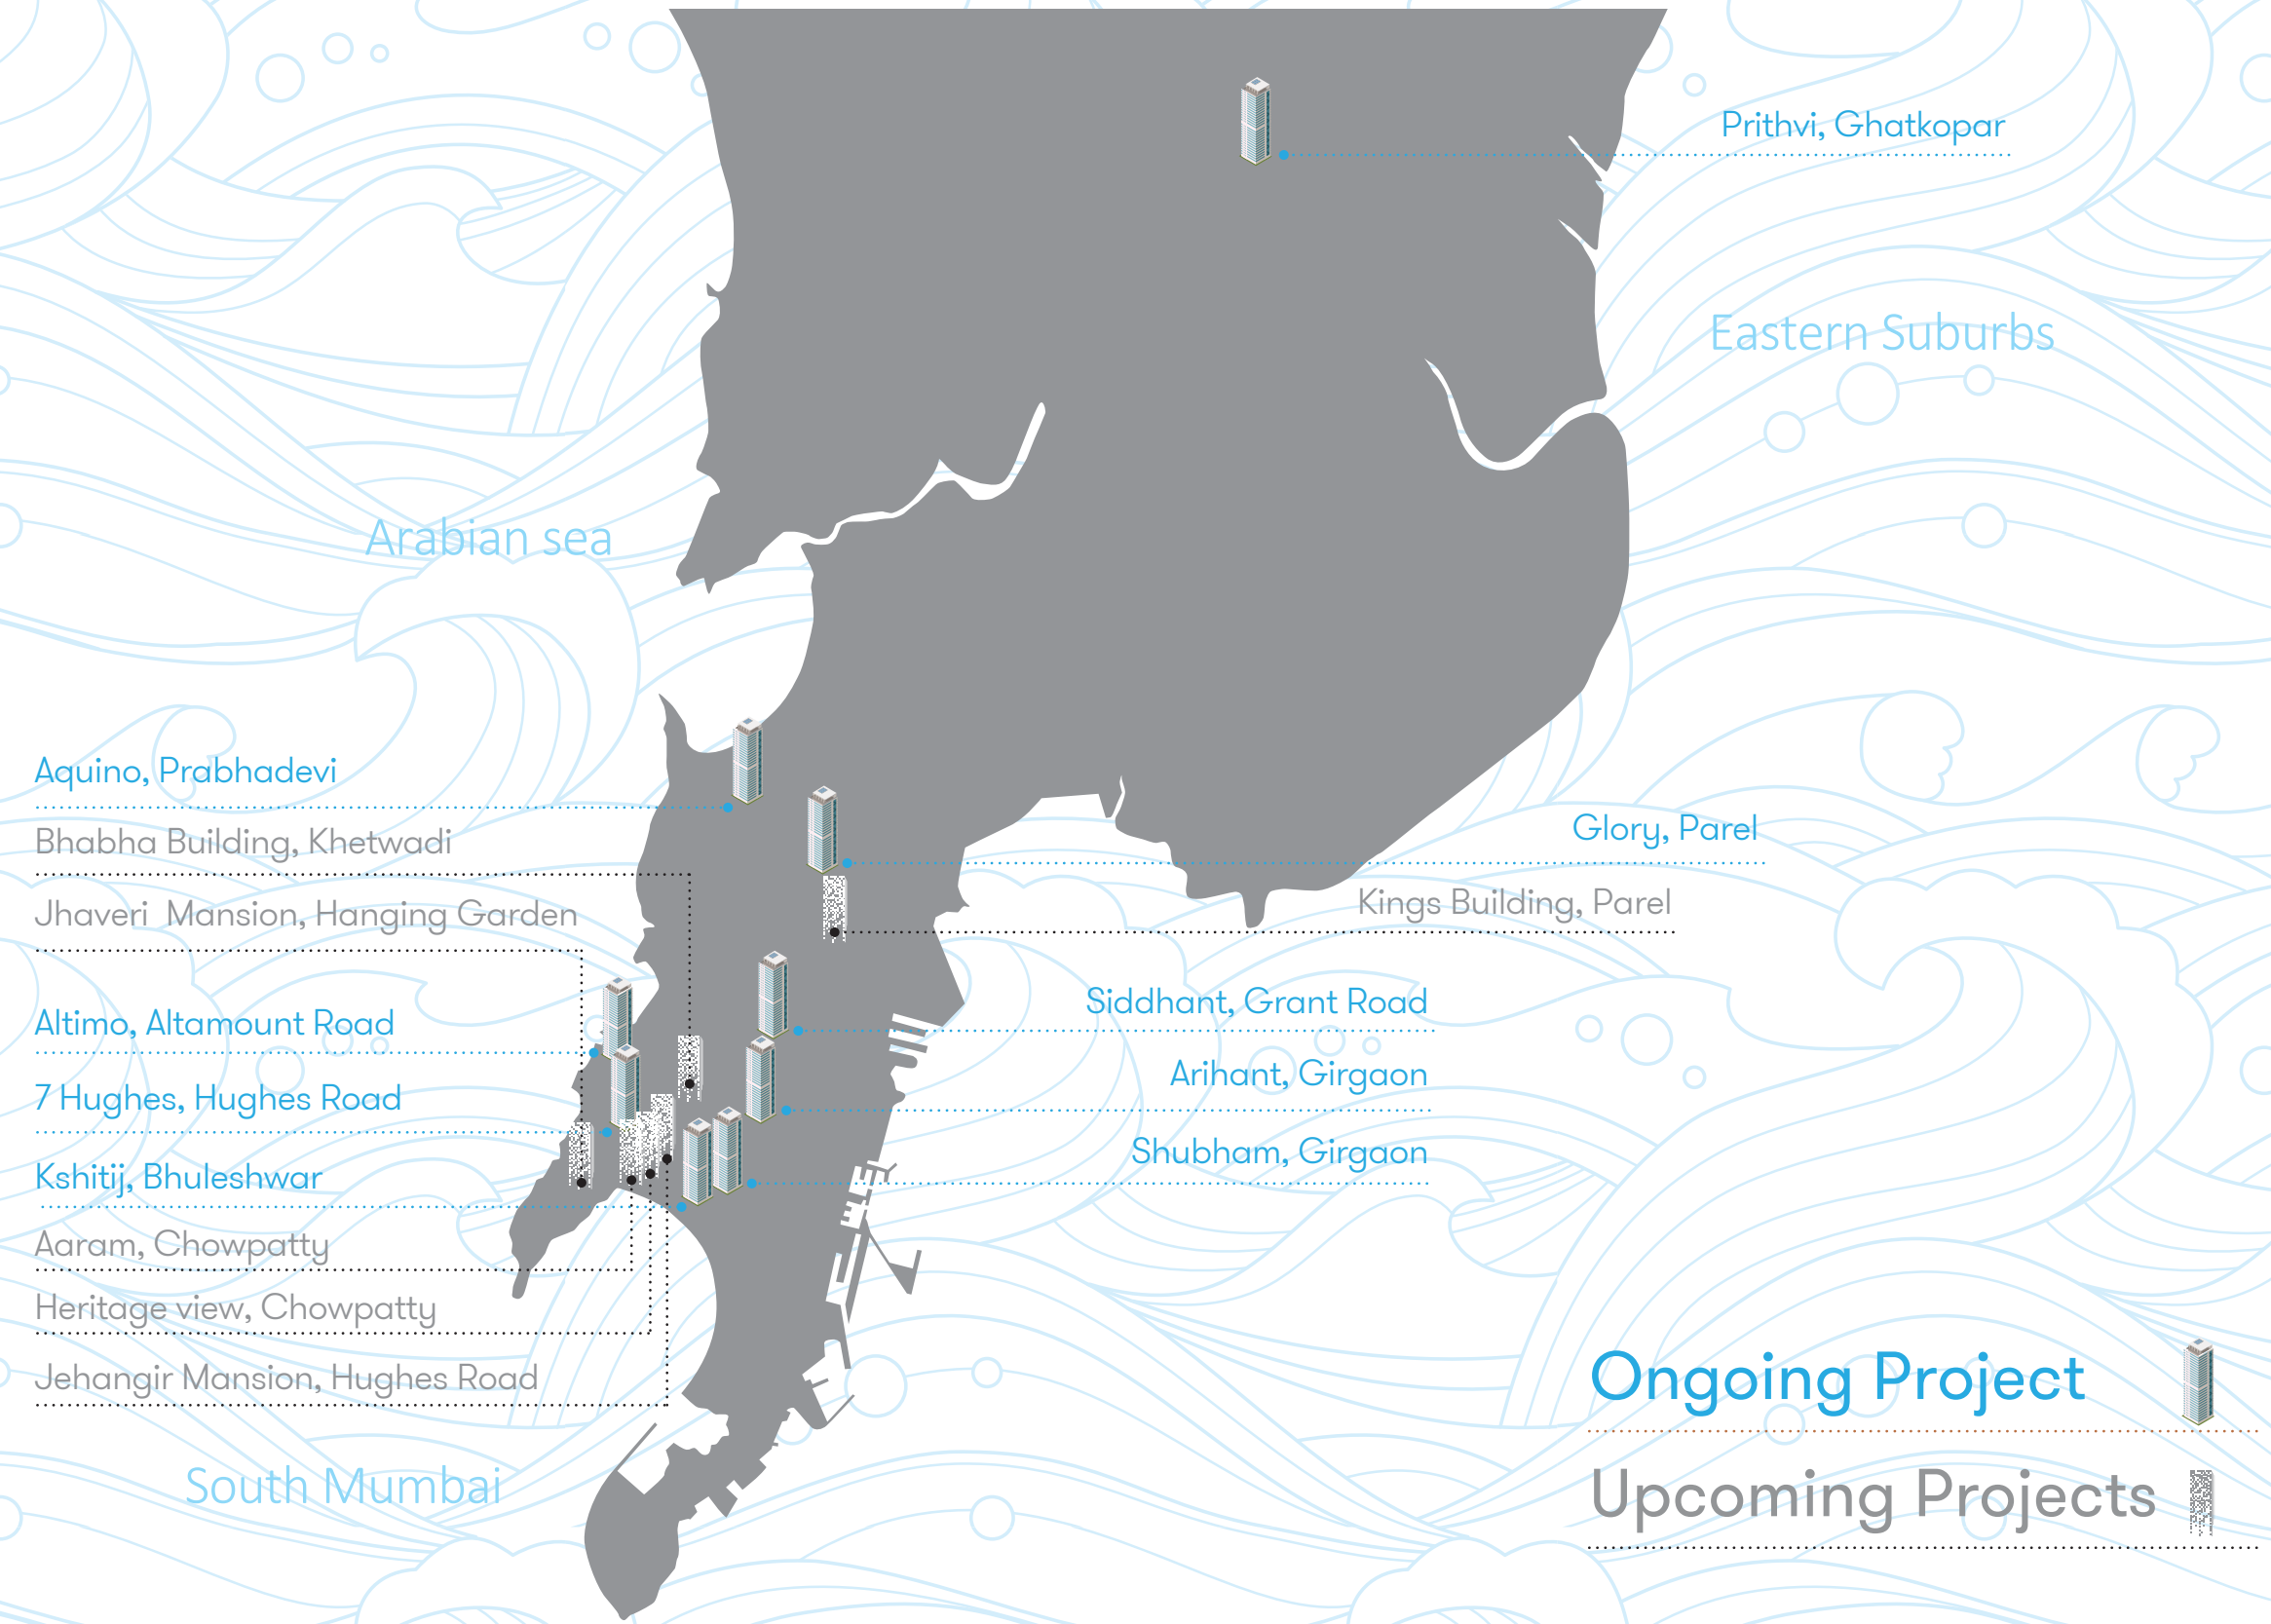 Prithvi, Ghatkopar
Eastern Suburbs
Arabian sea
Aquino, Prabhadevi
Bhabha Building, Khetwadi
Jhaveri  Mansion, Hanging Garden
Altimo, Altamount Road
7 Hughes, Hughes Road
Kshitij, Bhuleshwar
Aaram, Chowpatty
Heritage view, Chowpatty
Jehangir Mansion, Hughes Road
South Mumbai
Glory, Parel
Kings Building, Parel
Siddhant, Grant Road
Arihant, Girgaon
Shubham, Girgaon
Ongoing Project
Upcoming Projects